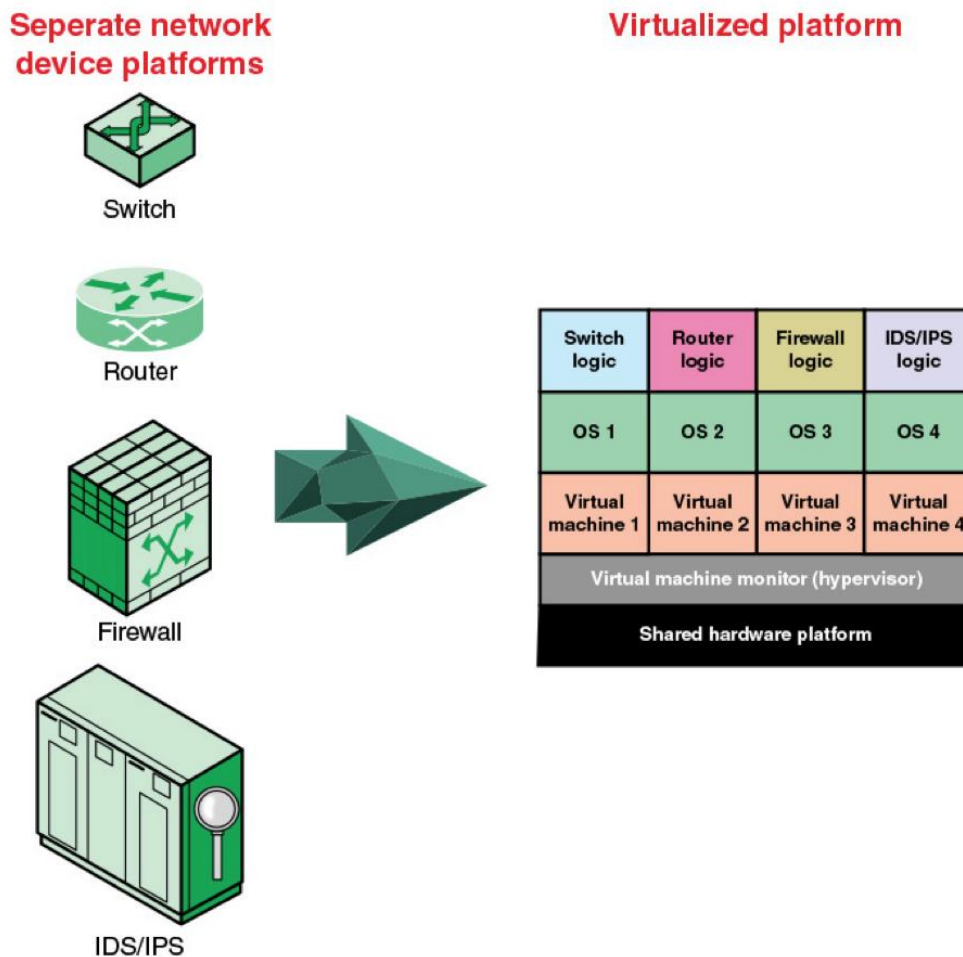 Seperate network
device platforms
Switch
Router
Firewall
IDS/IPS
Virtualized platform
Switch
logic
Router
logic
Firewall
logic
IDS/IPS
logic
OS 1
OS 2
OS 3
OS 4
Virtual
machine 1
Virtual
machine 2
Virtual
machine 3
Virtual
machine 4
Virtual machine monitor (hypervisor)
Shared hardware platform